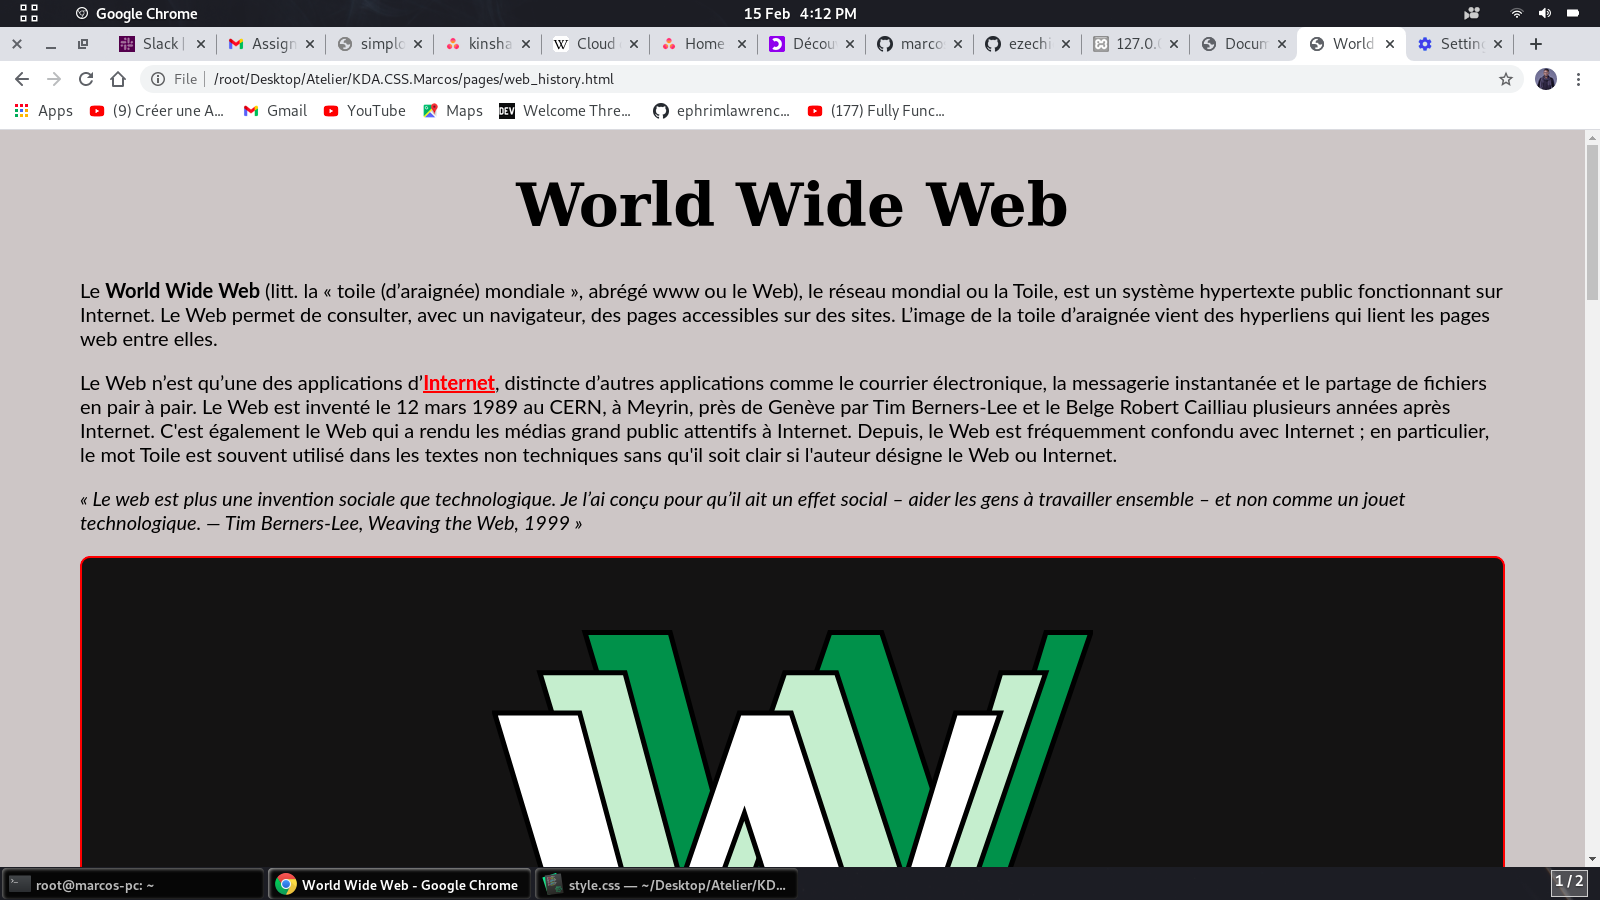 Google Chrome
15 Feb 4:12 PM
Slack
Assign
simplo
kinsha
Cloud
Home
Découv
marco
ezechi
127.0.
Docum
World
Settin
File
/root/Desktop/Atelier/KDA.CSS.Marcos/pages/web_history.html
Apps
(9) Créer une A...
Gmail
YouTube
Maps
DEV
Welcome Thre...
ephrimlawrenc...
(177) Fully Func...
World Wide Web
Le World Wide Web (litt. la « toile (d’araignée) mondiale », abrégé www ou le Web), le réseau mondial ou la Toile, est un système hypertexte public fonctionnant sur
Internet. Le Web permet de consulter, avec un navigateur, des pages accessibles sur des sites. L’image de la toile d’araignée vient des hyperliens qui lient les pages
web entre elles.
Le Web n’est qu’une des applications d’Internet, distincte d’autres applications comme le courrier électronique, la messagerie instantanée et le partage de fichiers
en pair à pair. Le Web est inventé le 12 mars 1989 au CERN, à Meyrin, près de Genève par Tim Berners-Lee et le Belge Robert Cailliau plusieurs années après
Internet. C'est également le Web qui a rendu les médias grand public attentifs à Internet. Depuis, le Web est fréquemment confondu avec Internet ; en particulier,
le mot Toile est souvent utilisé dans les textes non techniques sans qu'il soit clair si l'auteur désigne le Web ou Internet.
« Le web est plus une invention sociale que technologique. Je l’ai conçu pour qu’il ait un effet social – aider les gens à travailler ensemble – et non comme un jouet
technologique. — Tim Berners-Lee, Weaving the Web, 1999 »
root@marcos-pc: ~
World Wide Web - Google Chrome
style.css — ~/Desktop/Atelier/KD...
1 / 2